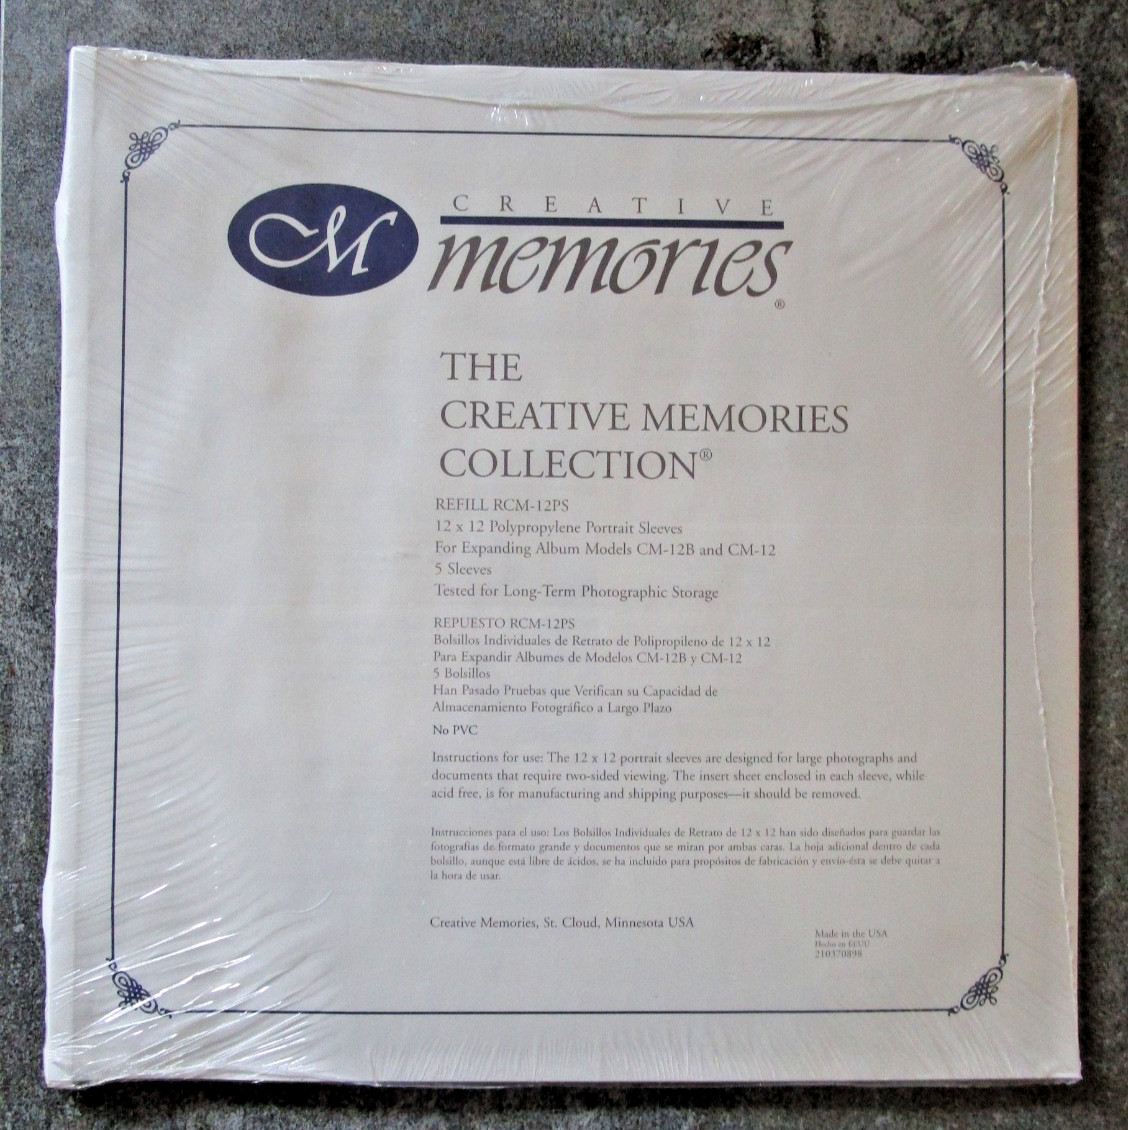 M
CREATIVE
memories®
THE
CREATIVE MEMORIES
COLLECTION®
REFILL RCM-12PS
12 x 12 Polypropylene Portrait Sleeves
For Expanding Album Models CM-12B and CM-12
5 Sleeves
Tested for Long-Term Photographic Storage
REPUESTO RCM-12PS
Bolsillos Individuales de Retrato de Polipropileno de 12 x 12
Para Expandir Albumes de Modelos CM-12B y CM-12
5 Bolsillos
Han Pasado Pruebas que Verifican su Capacidad de
Almacenamiento Fotográfico a Largo Plazo
No PVC
Instructions for use: The 12 x 12 portrait sleeves are designed for large photographs and
documents that require two-sided viewing. The insert sheet enclosed in each sleeve, while
acid free, is for manufacturing and shipping purposes—it should be removed.
Instrucciones para el uso: Los Bolsillos Individuales de Retrato de 12 x 12 han sido diseñados para guardar las
fotografías de formato grande y documentos que se miran por ambas caras. La hoja adicional dentro de cada
bolsillo, aunque está libre de ácidos, se ha incluido para propósitos de fabricación y envío-ésta se debe quitar a
la hora de usar.
Creative Memories, St. Cloud, Minnesota USA
Made in the USA
Hecho en EEUU
210370898